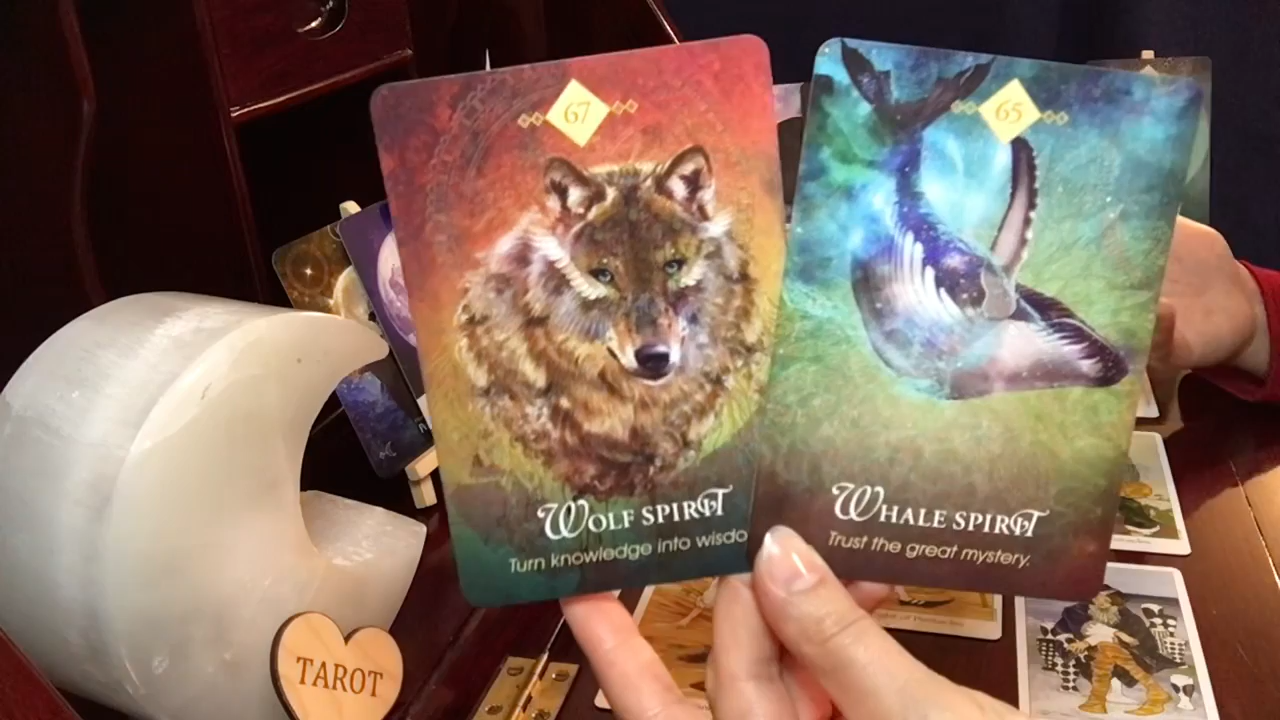 67
WOLF SPIRIT
Turn knowledge into wisdo
65
WHALE SPIRIT
Trust the great mystery.
TAROT